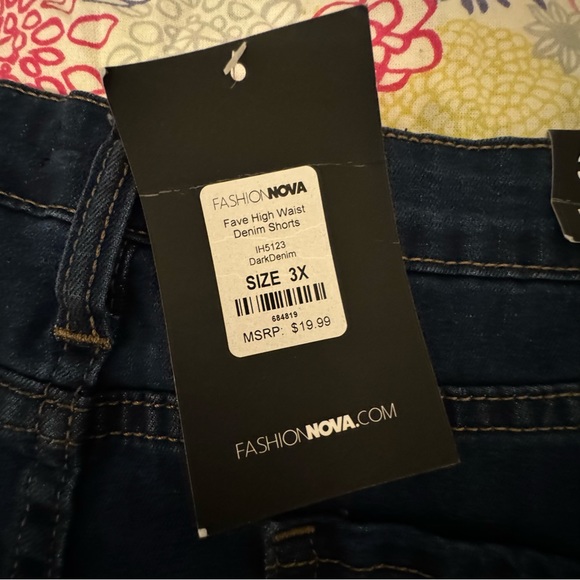 FASHIONNOVA
Fave High Waist
Denim Shorts
IH5123
DarkDenim
SIZE 3X
684819
MSRP: $19.99
FASHIONNOVA.COM